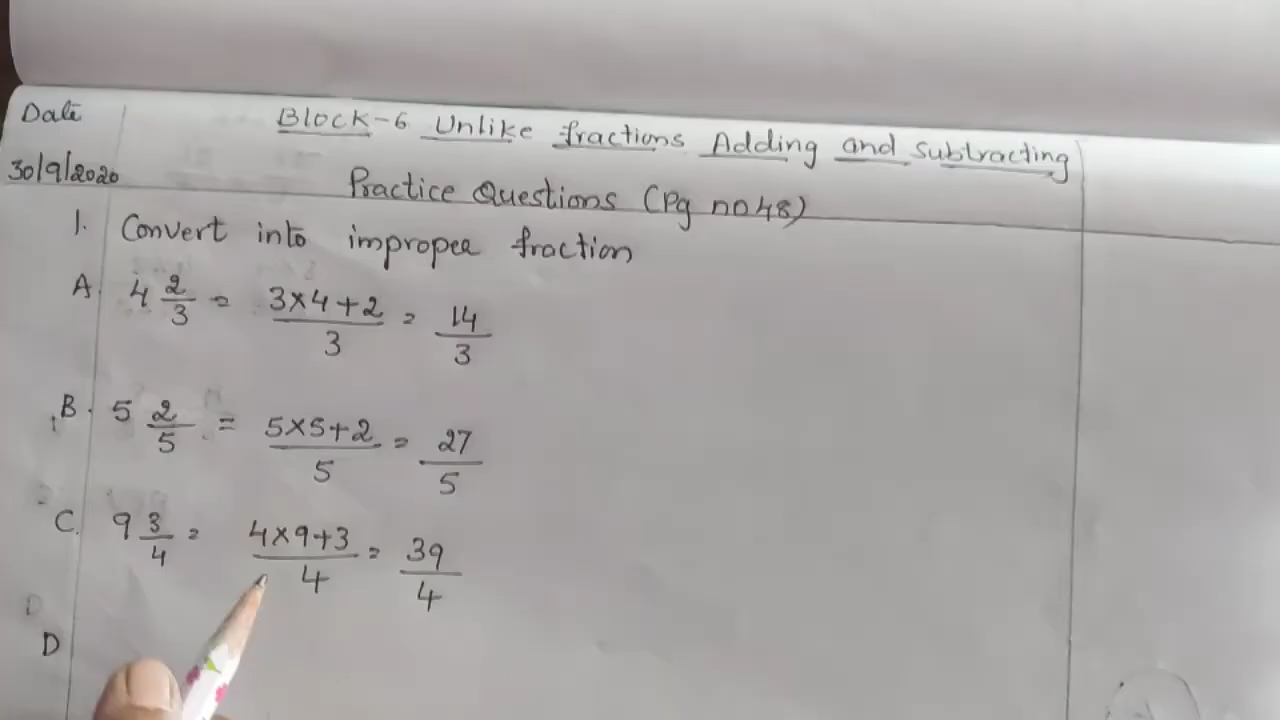 Date
Block-6 Unlike fractions Adding and Subtracting
30/9/2020
Practice Questions (Pg no 48)
1. Convert into improper fraction
A. 4 2/3 = 3×4+2/3 = 14/3
B. 5 2/5 = 5×5+2/5 = 27/5
C. 9 3/4 = 4×9+3/4 = 39/4
D